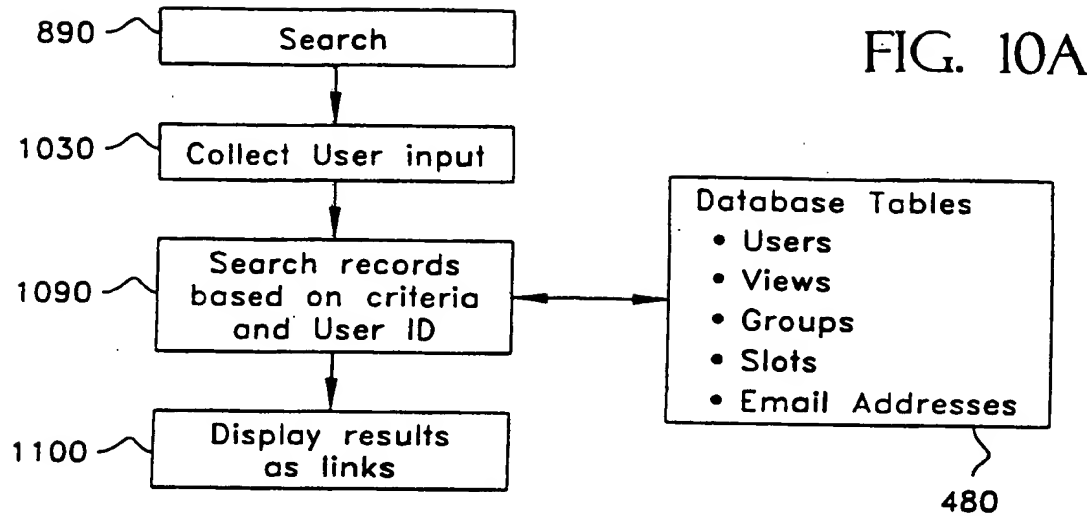 890
Search
FIG. 10A
1030
Collect User input
1090
Search records
based on criteria
and User ID
Database Tables
• Users
• Views
• Groups
• Slots
• Email Addresses
1100
Display results
as links
480